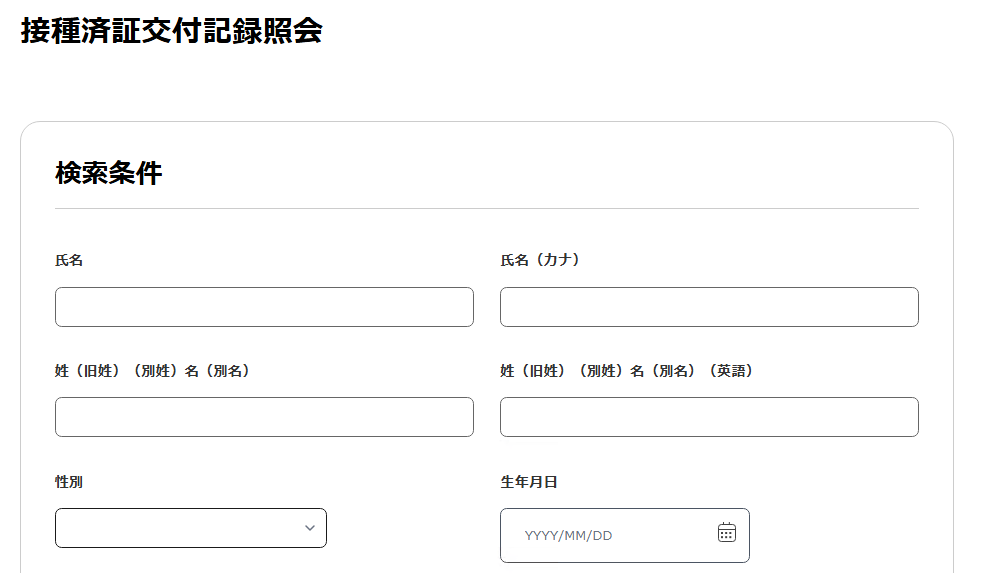 接種済証交付記録照会
検索条件
氏名
氏名（カナ）
姓（旧姓）（別姓）名（別名）
姓（旧姓）（別姓）名（別名）（英語）
性別
生年月日
YYYY/MM/DD